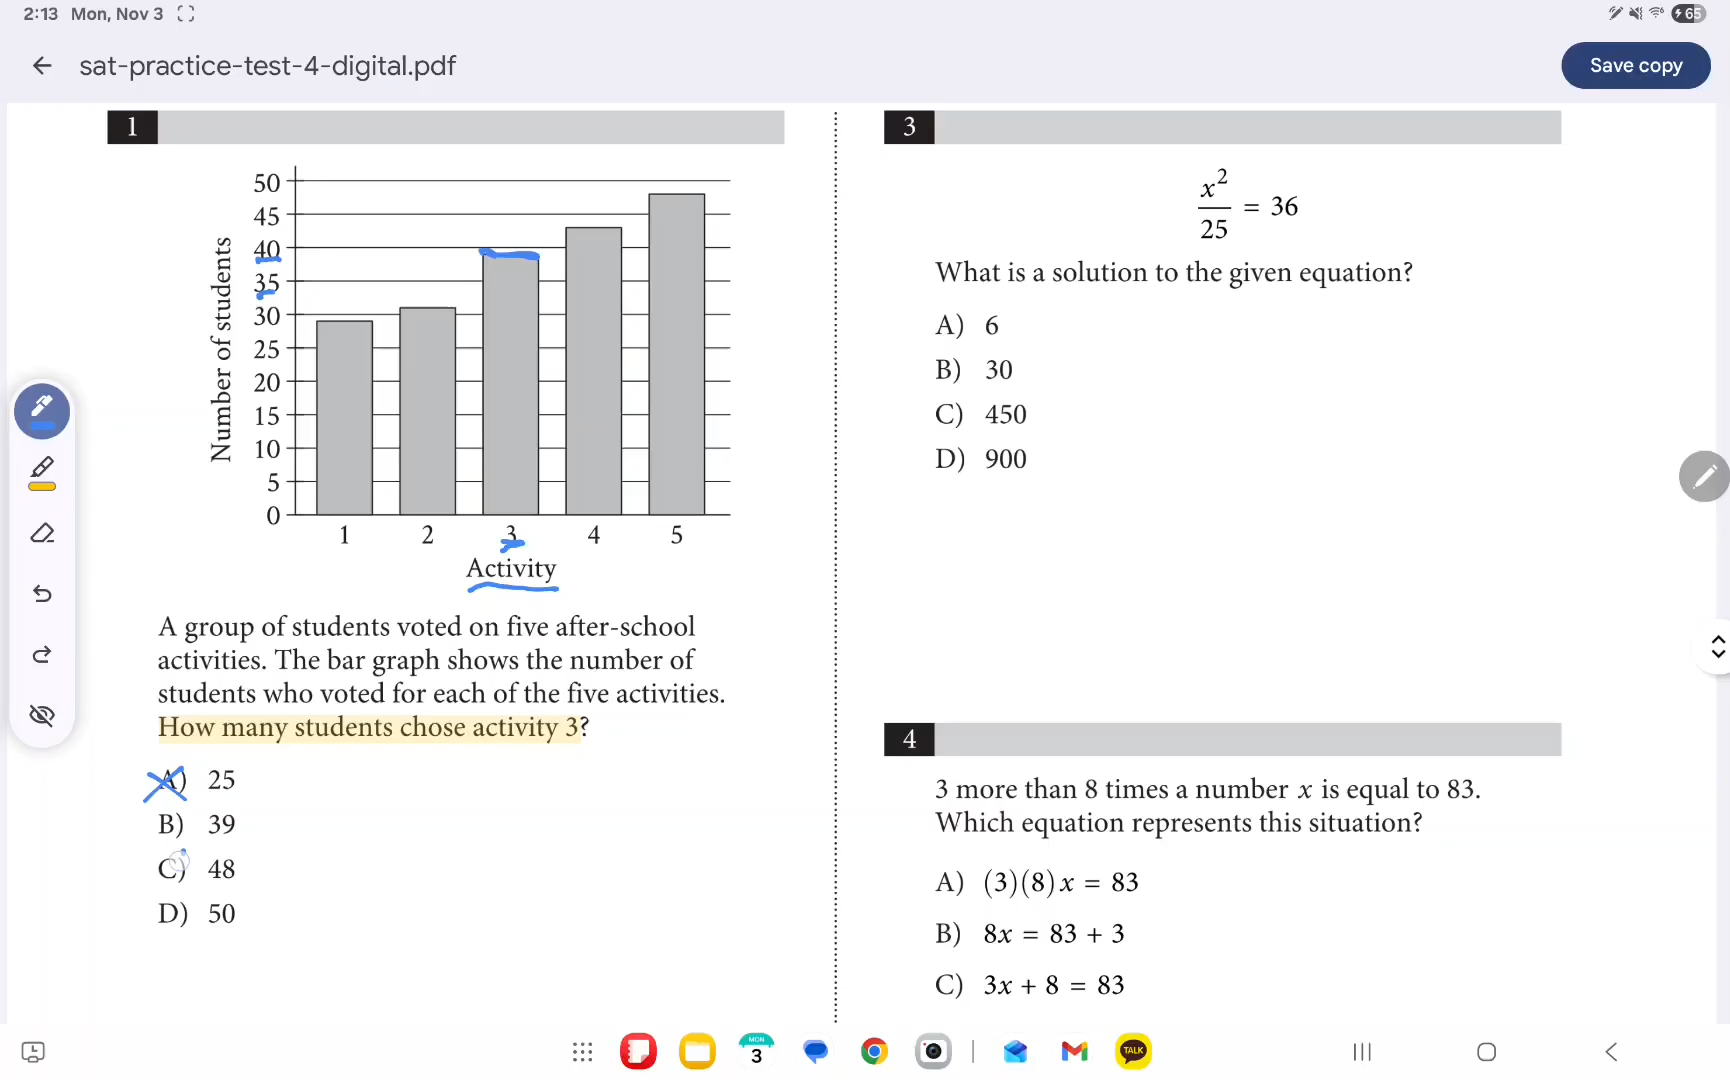 2:13 Mon, Nov 3
65
sat-practice-test-4-digital.pdf
Save copy
1
50
45
40
35
30
25
20
15
10
5
0
Number of students
1 2 3 4 5
Activity
A group of students voted on five after-school
activities. The bar graph shows the number of
students who voted for each of the five activities.
How many students chose activity 3?
A) 25
B) 39
C) 48
D) 50
3
x²/25 = 36
What is a solution to the given equation?
A) 6
B) 30
C) 450
D) 900
4
3 more than 8 times a number x is equal to 83.
Which equation represents this situation?
A) (3)(8)x = 83
B) 8x = 83 + 3
C) 3x + 8 = 83
MON
3
TALK